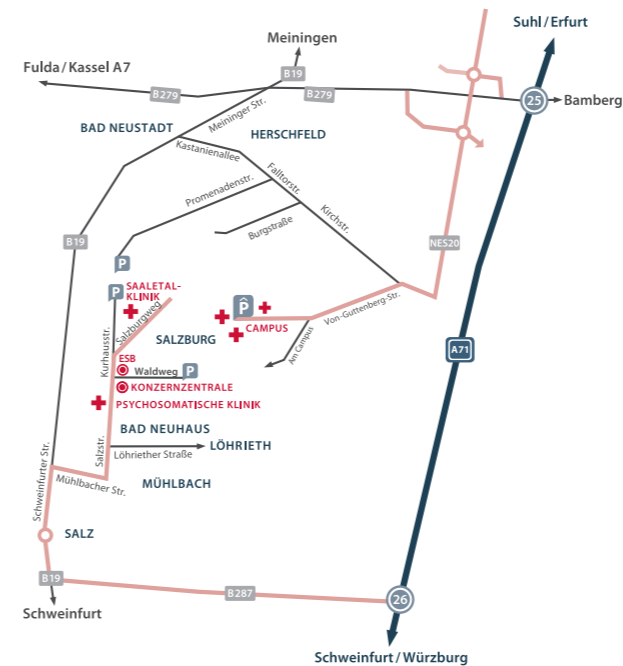 Suhl / Erfurt
Meiningen
Fulda / Kassel A7
B19
B279
B279
25
Bamberg
Meininger Str.
BAD NEUSTADT
HERSCHFELD
Kastanienallee
Falltorstr.
Promenadenstr.
Kirchstr.
Burgstraße
B19
NES20
P
P
SAALETAL-
KLINIK
Salzburgweg
P
CAMPUS
Von-Guttenberg-Str.
SALZBURG
Am Campus
A71
Kurhausstr.
ESB
Waldweg
P
KONZERNZENTRALE
PSYCHOSOMATISCHE KLINIK
BAD NEUHAUS
Salzstr.
LÖHRIETH
Löhriether Straße
Schweinfurter Str.
Mühlbacher Str.
MÜHLBACH
SALZ
B19
B287
26
Schweinfurt
Schweinfurt / Würzburg